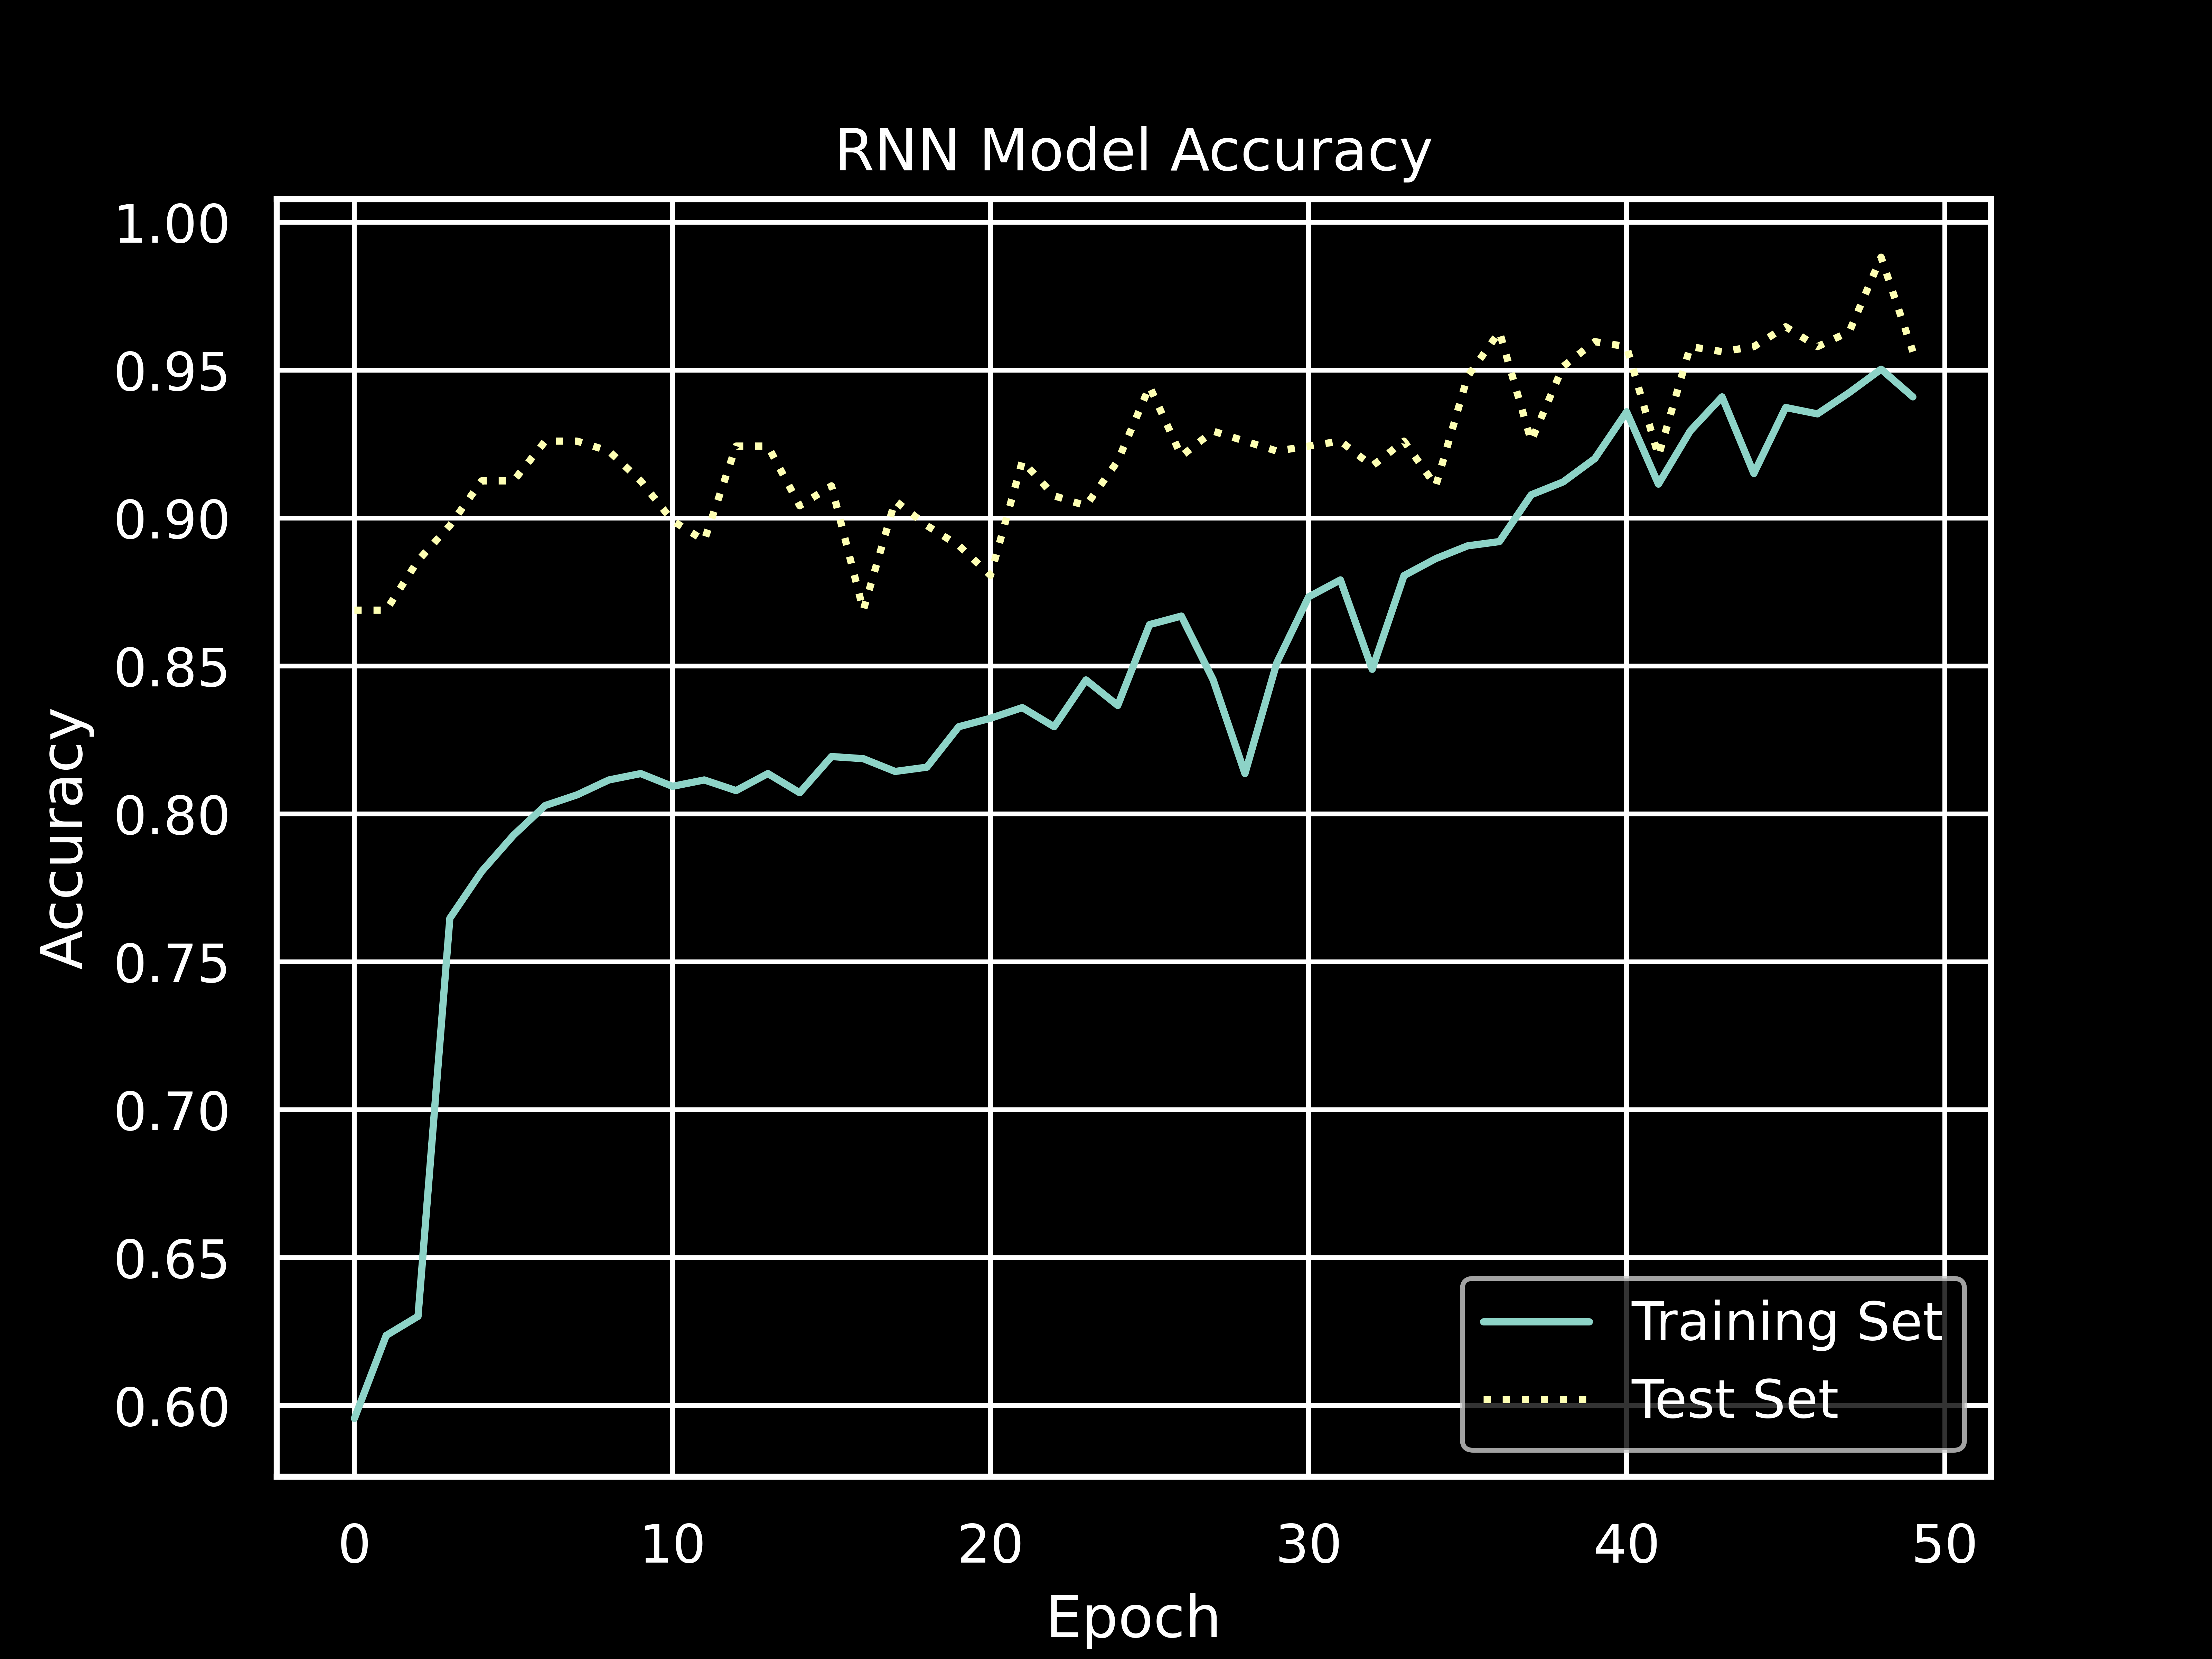 RNN Model Accuracy
1.00
0.95
0.90
0.85
0.80
0.75
0.70
0.65
0.60
Accuracy
Training Set
Test Set
0 10 20 30 40 50
Epoch